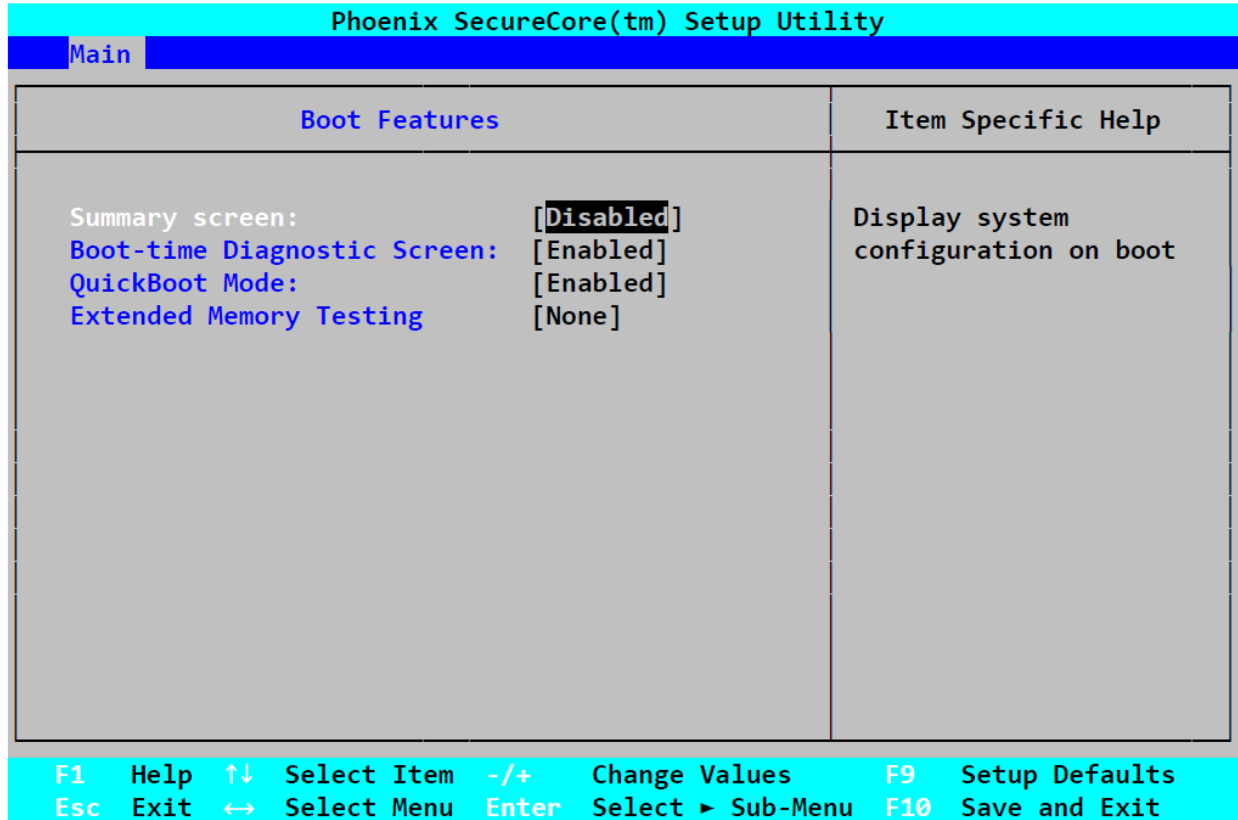 Phoenix SecureCore(tm) Setup Utility
Main
Boot Features
Item Specific Help
Summary screen: [Disabled]
Boot-time Diagnostic Screen: [Enabled]
QuickBoot Mode: [Enabled]
Extended Memory Testing [None]
Display system
configuration on boot
F1 Help ↑↓ Select Item -/+ Change Values F9 Setup Defaults
Esc Exit ↔ Select Menu Enter Select ► Sub-Menu F10 Save and Exit